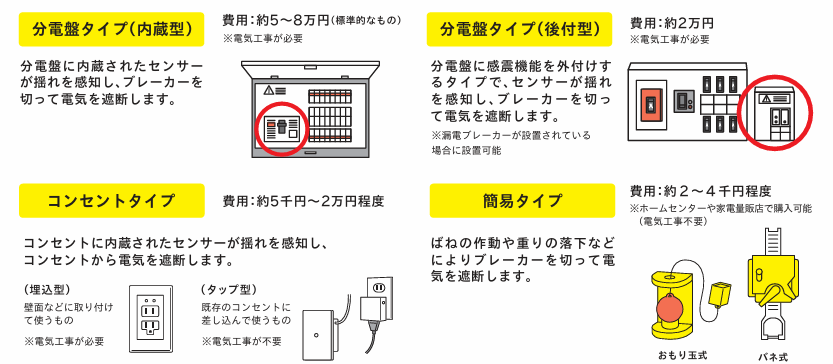 分電盤タイプ(内蔵型)
費用:約5〜8万円(標準的なもの)
※電気工事が必要
分電盤に内蔵されたセンサー
が揺れを感知し、ブレーカーを
切って電気を遮断します。
分電盤タイプ(後付型)
費用:約2万円
※電気工事が必要
分電盤に感震機能を外付けす
るタイプで、センサーが揺れ
を感知し、ブレーカーを切っ
て電気を遮断します。
※漏電ブレーカーが設置されている
場合に設置可能
コンセントタイプ
費用:約5千円〜2万円程度
コンセントに内蔵されたセンサーが揺れを感知し、
コンセントから電気を遮断します。
(埋込型)
壁面などに取り付け
て使うもの
※電気工事が必要
(タップ型)
既存のコンセントに
差し込んで使うもの
※電気工事が不要
簡易タイプ
費用:約2〜4千円程度
※ホームセンターや家電量販店で購入可能
(電気工事不要)
ばねの作動や重りの落下など
によりブレーカーを切って電
気を遮断します。
おもり玉式
バネ式